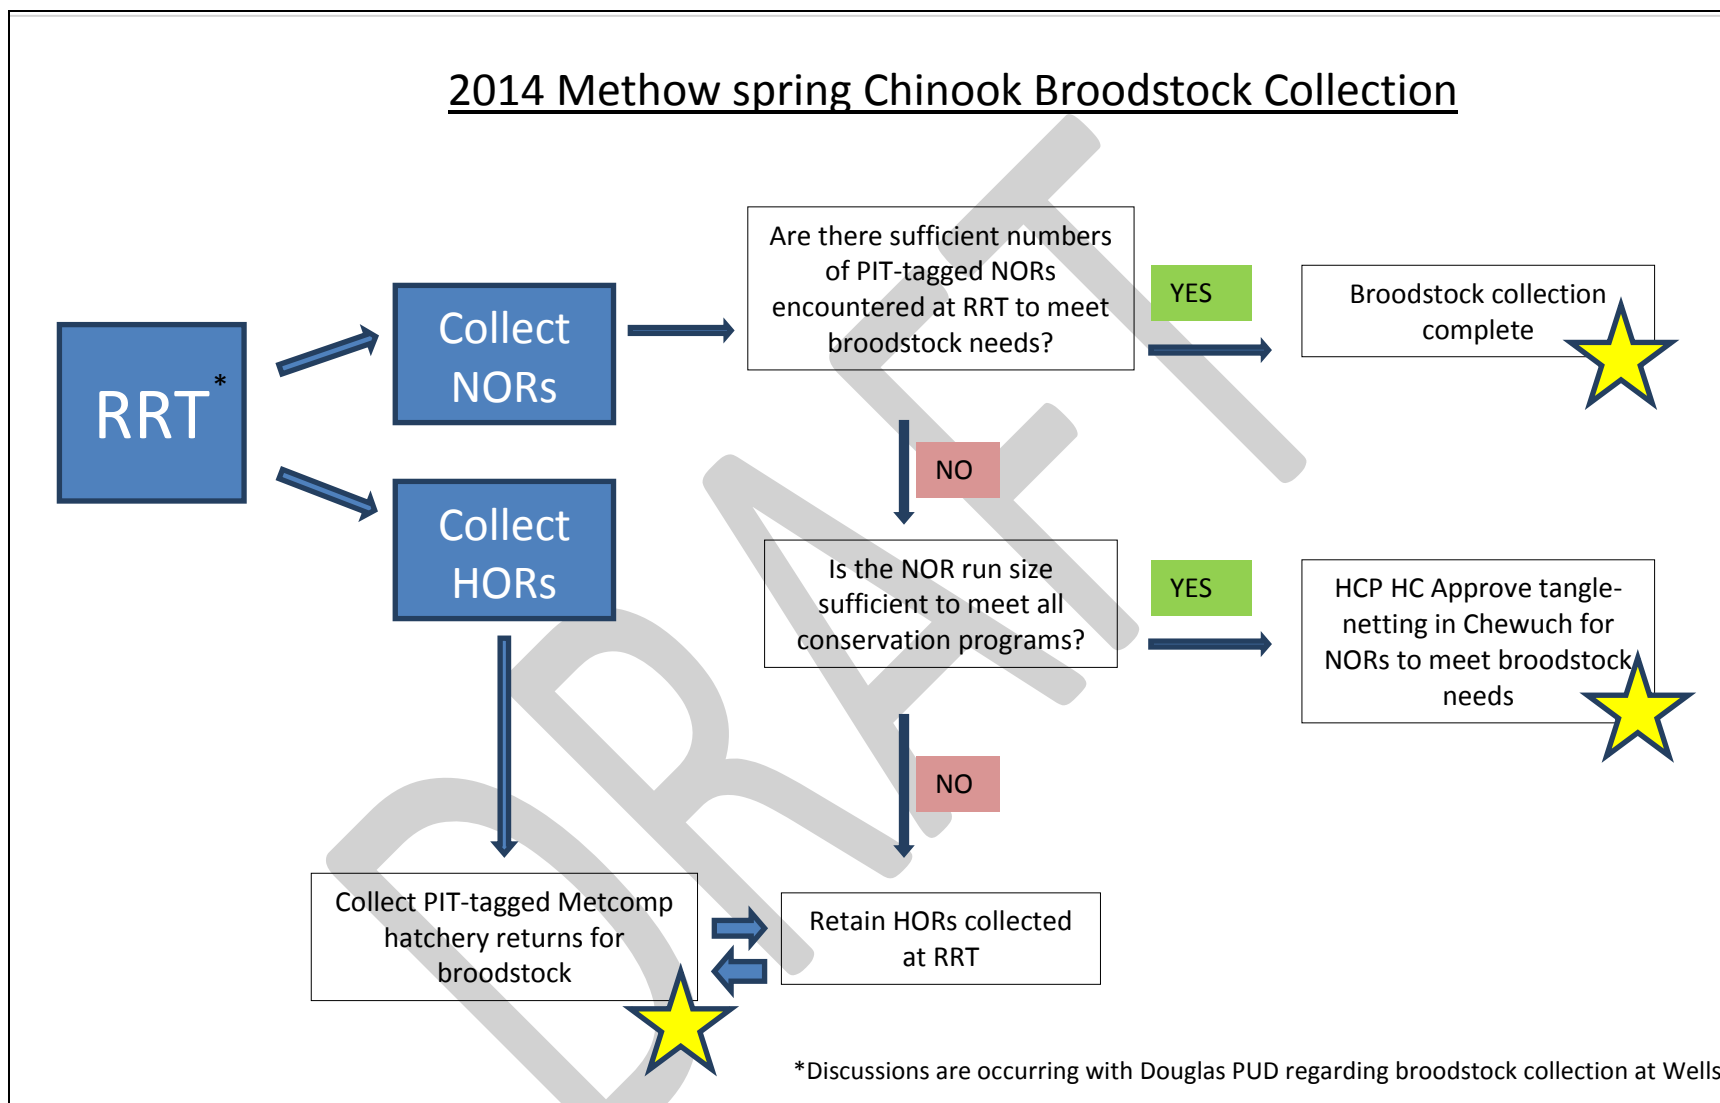 2014 Methow spring Chinook Broodstock Collection
RRT*
Collect
NORs
Collect
HORs
Are there sufficient numbers
of PIT-tagged NORs
encountered at RRT to meet
broodstock needs?
YES
Broodstock collection
complete
NO
Is the NOR run size
sufficient to meet all
conservation programs?
YES
HCP HC Approve tangle-
netting in Chewuch for
NORs to meet broodstock
needs
NO
Collect PIT-tagged Metcomp
hatchery returns for
broodstock
Retain HORs collected
at RRT
*Discussions are occurring with Douglas PUD regarding broodstock collection at Wells
DRAFT